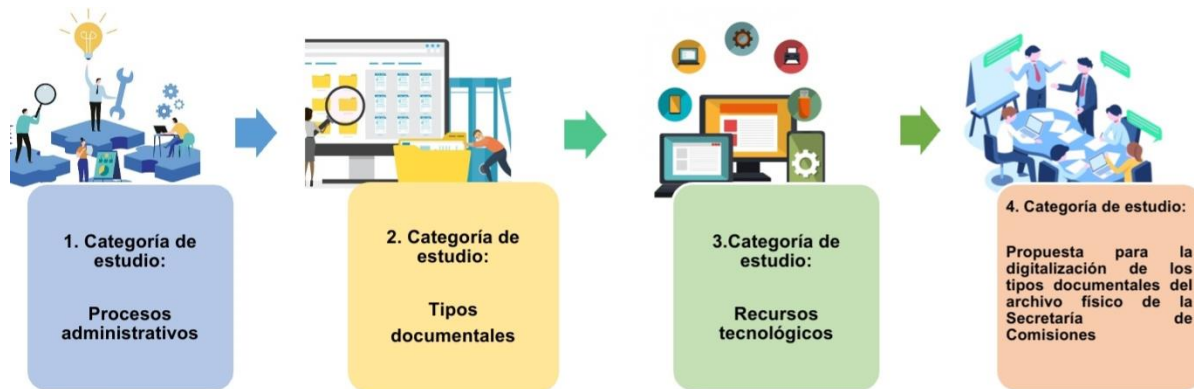 1. Categoría de
estudio:
Procesos
administrativos
2. Categoría de
estudio:
Tipos
documentales
3.Categoría de
estudio:
Recursos
tecnológicos
4. Categoría de estudio:
Propuesta para la
digitalización de los
tipos documentales del
archivo físico de la
Secretaría de
Comisiones